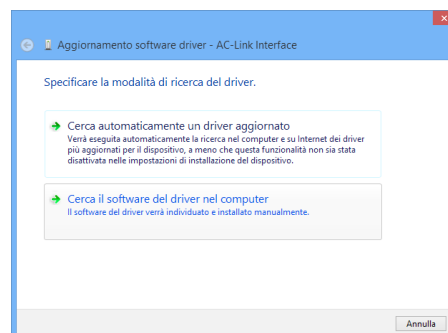 Aggiornamento software driver - AC-Link Interface
Specificare la modalità di ricerca del driver.
Cerca automaticamente un driver aggiornato
Verrà eseguita automaticamente la ricerca nel computer e su Internet dei driver
più aggiornati per il dispositivo, a meno che questa funzionalità non sia stata
disattivata nelle impostazioni di installazione del dispositivo.
Cerca il software del driver nel computer
Il software del driver verrà individuato e installato manualmente.
Annulla